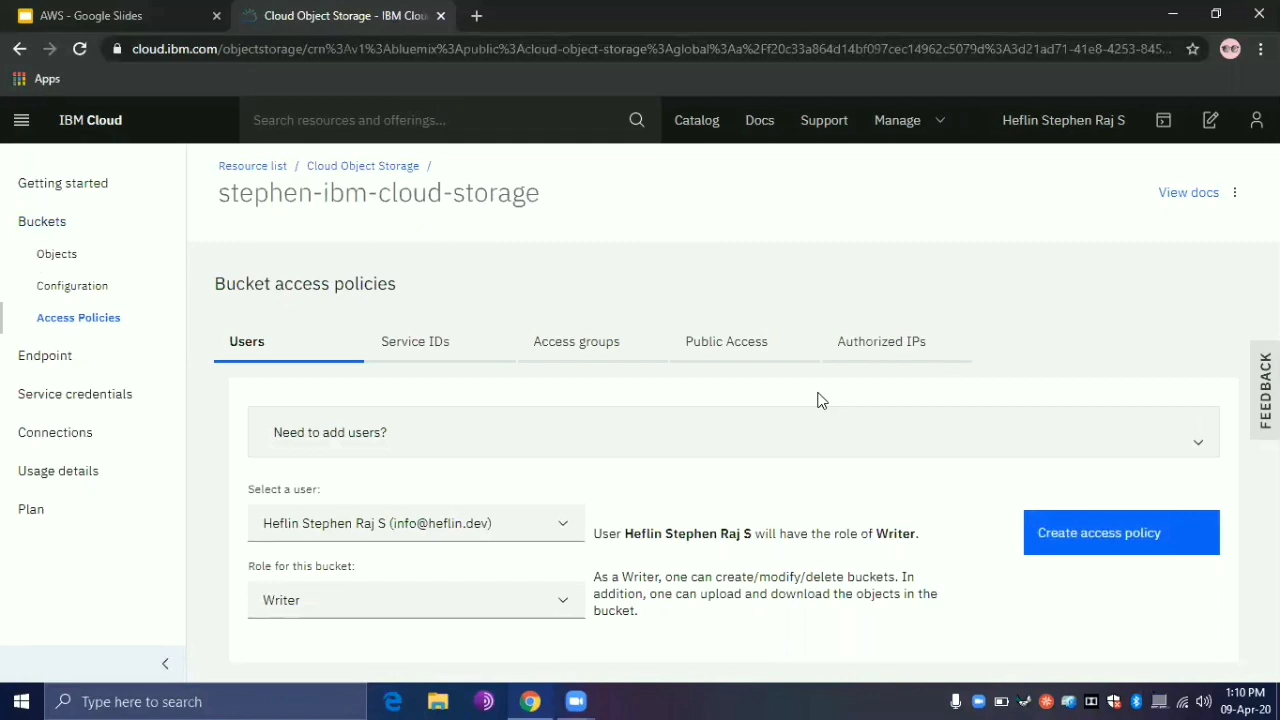 AWS - Google Slides
Cloud Object Storage - IBM Clou
cloud.ibm.com/objectstorage/crn%3Av1%3Abluemix%3Apublic%3Acloud-object-storage%3Aglobal%3Aa%2Ff20c33a864d14bf097cec14962c5079d%3A3d21ad71-41e8-4253-845...
Apps
IBM Cloud
Search resources and offerings...
Catalog
Docs
Support
Manage
Heflin Stephen Raj S
Getting started
Buckets
Objects
Configuration
Access Policies
Endpoint
Service credentials
Connections
Usage details
Plan
Resource list / Cloud Object Storage /
stephen-ibm-cloud-storage
View docs
Bucket access policies
Users
Service IDs
Access groups
Public Access
Authorized IPs
Need to add users?
Select a user:
Heflin Stephen Raj S (info@heflin.dev)
User Heflin Stephen Raj S will have the role of Writer.
Create access policy
Role for this bucket:
Writer
As a Writer, one can create/modify/delete buckets. In
addition, one can upload and download the objects in the
bucket.
FEEDBACK
Type here to search
1:10 PM
09-Apr-20